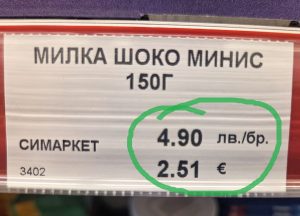 МИЛКА ШОКО МИНИС
150Г
СИМАРКЕТ 4.90 лв./бр.
3402 2.51 €